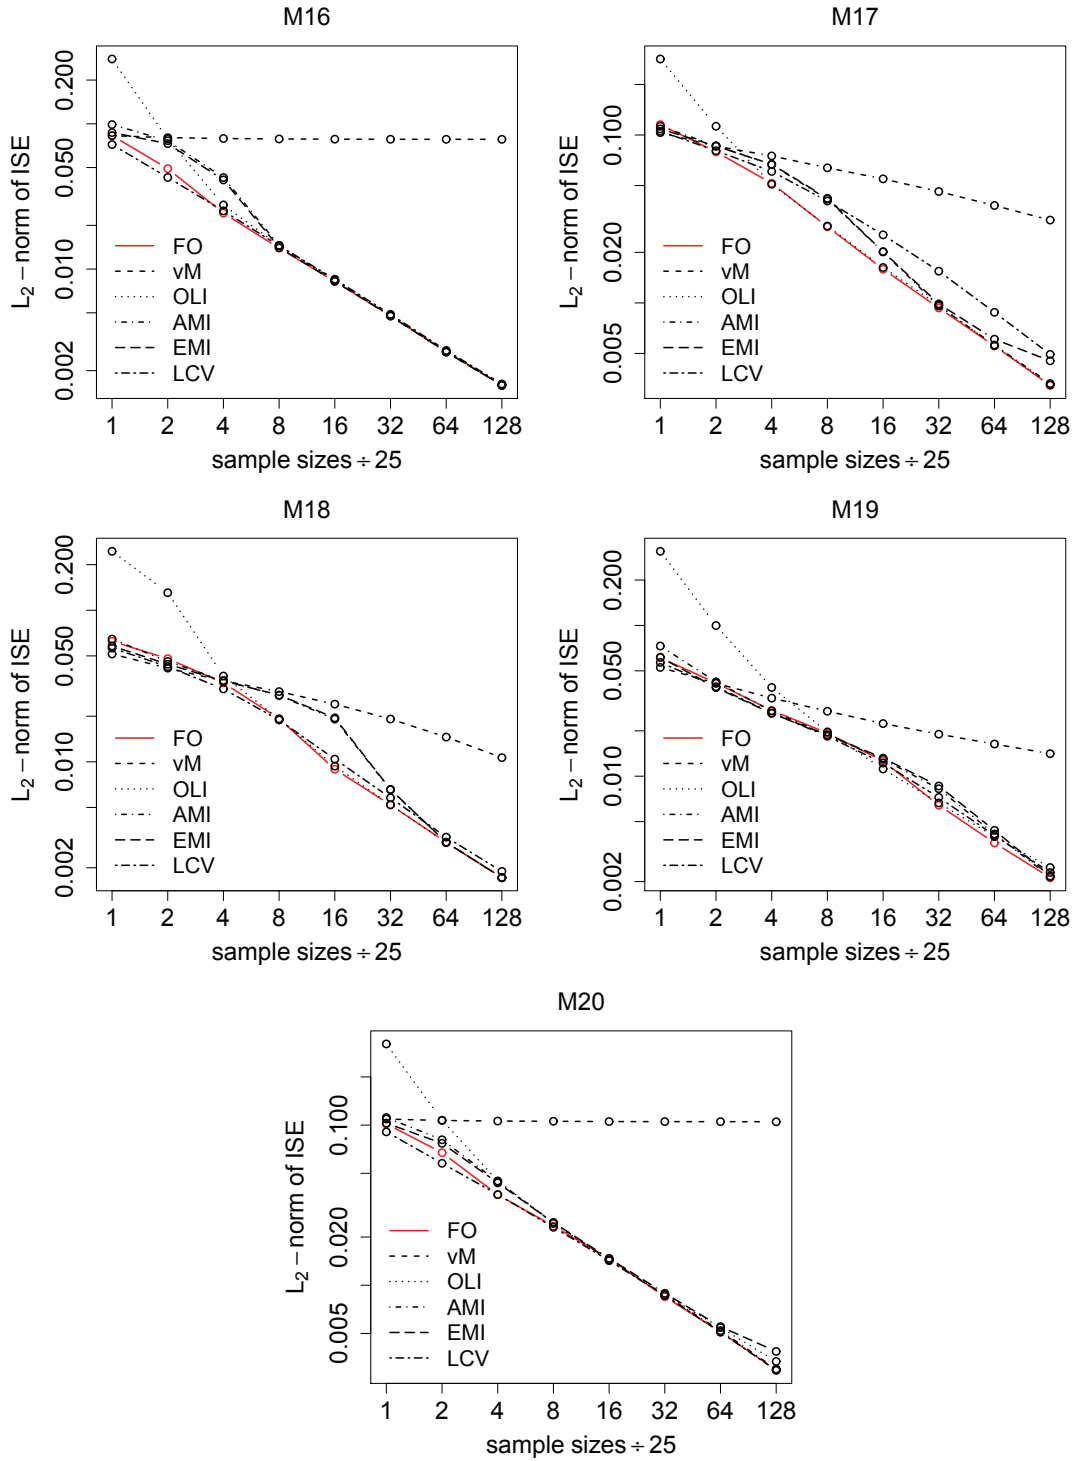 M16
L2 − norm of ISE
0.200
0.050
0.010
0.002
FO
vM
OLI
AMI
EMI
LCV
1 2 4 8 16 32 64 128
sample sizes ÷ 25
M17
L2 − norm of ISE
0.100
0.020
0.005
FO
vM
OLI
AMI
EMI
LCV
1 2 4 8 16 32 64 128
sample sizes ÷ 25
M18
L2 − norm of ISE
0.200
0.050
0.010
0.002
FO
vM
OLI
AMI
EMI
LCV
1 2 4 8 16 32 64 128
sample sizes ÷ 25
M19
L2 − norm of ISE
0.200
0.050
0.010
0.002
FO
vM
OLI
AMI
EMI
LCV
1 2 4 8 16 32 64 128
sample sizes ÷ 25
M20
L2 − norm of ISE
0.100
0.020
0.005
FO
vM
OLI
AMI
EMI
LCV
1 2 4 8 16 32 64 128
sample sizes ÷ 25